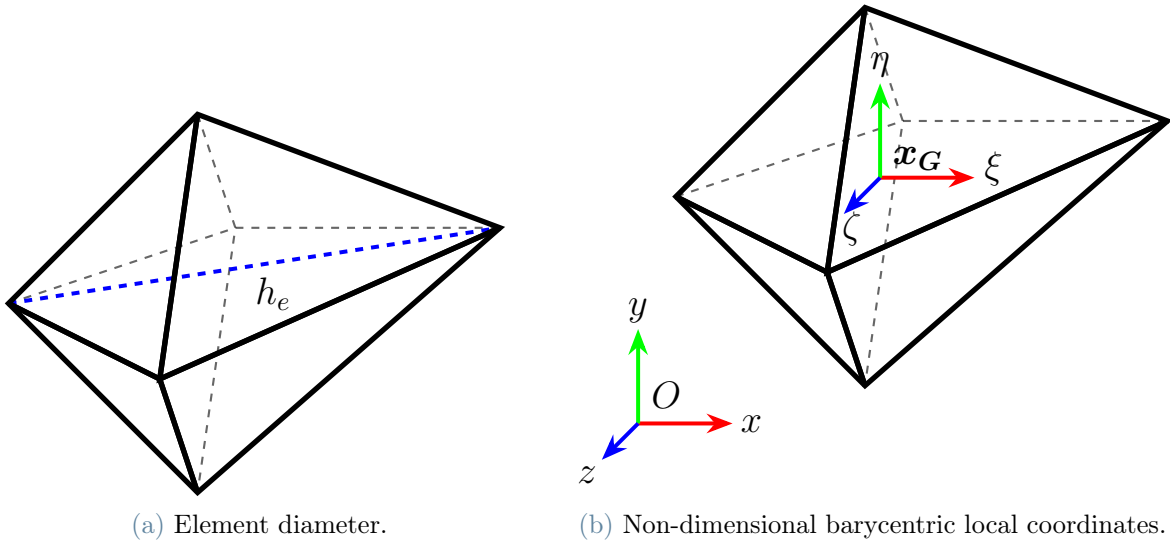 h_e
(a) Element diameter.
η
x_G
ξ
ζ
y
O
x
z
(b) Non-dimensional barycentric local coordinates.